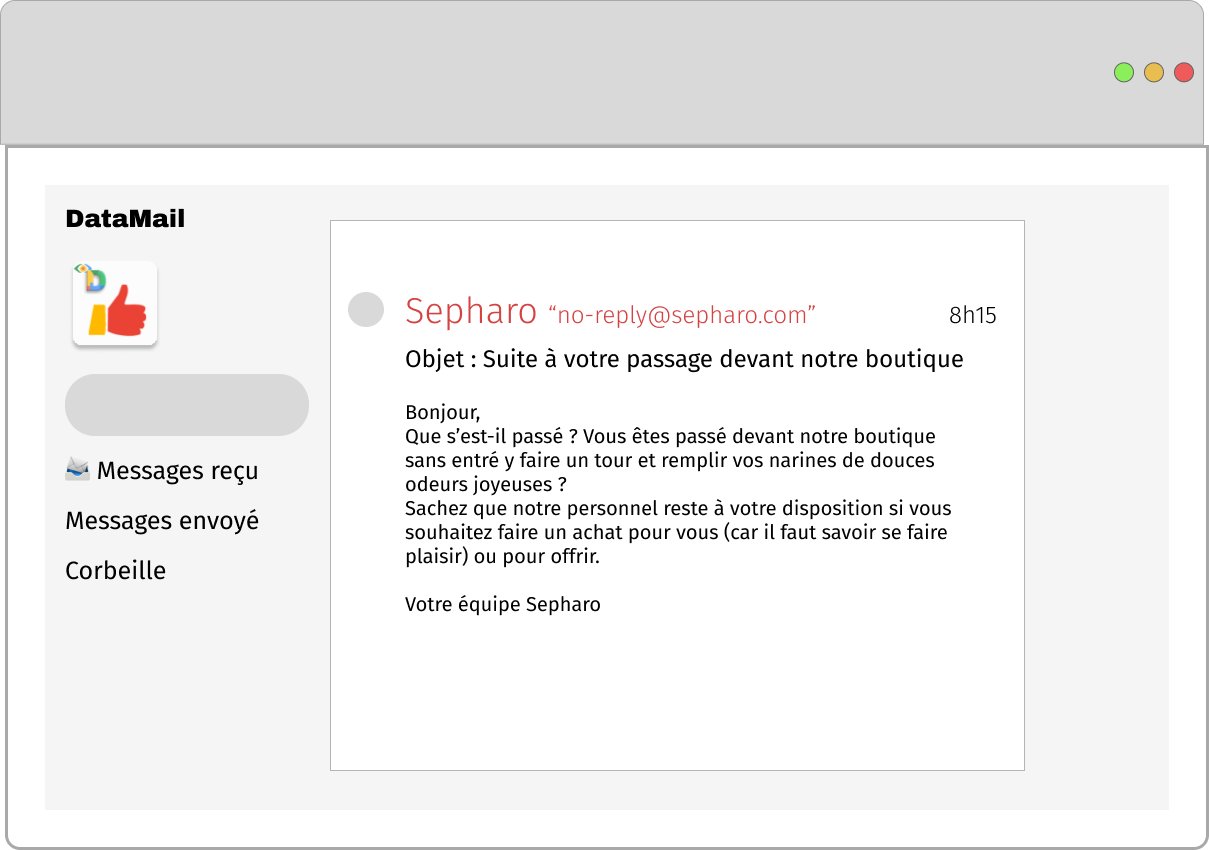 DataMail
D
Sepharo “no-reply@sepharo.com” 8h15
Objet : Suite à votre passage devant notre boutique
Bonjour,
Que s’est-il passé ? Vous êtes passé devant notre boutique
sans entré y faire un tour et remplir vos narines de douces
odeurs joyeuses ?
Sachez que notre personnel reste à votre disposition si vous
souhaitez faire un achat pour vous (car il faut savoir se faire
plaisir) ou pour offrir.
Votre équipe Sepharo
Messages reçu
Messages envoyé
Corbeille